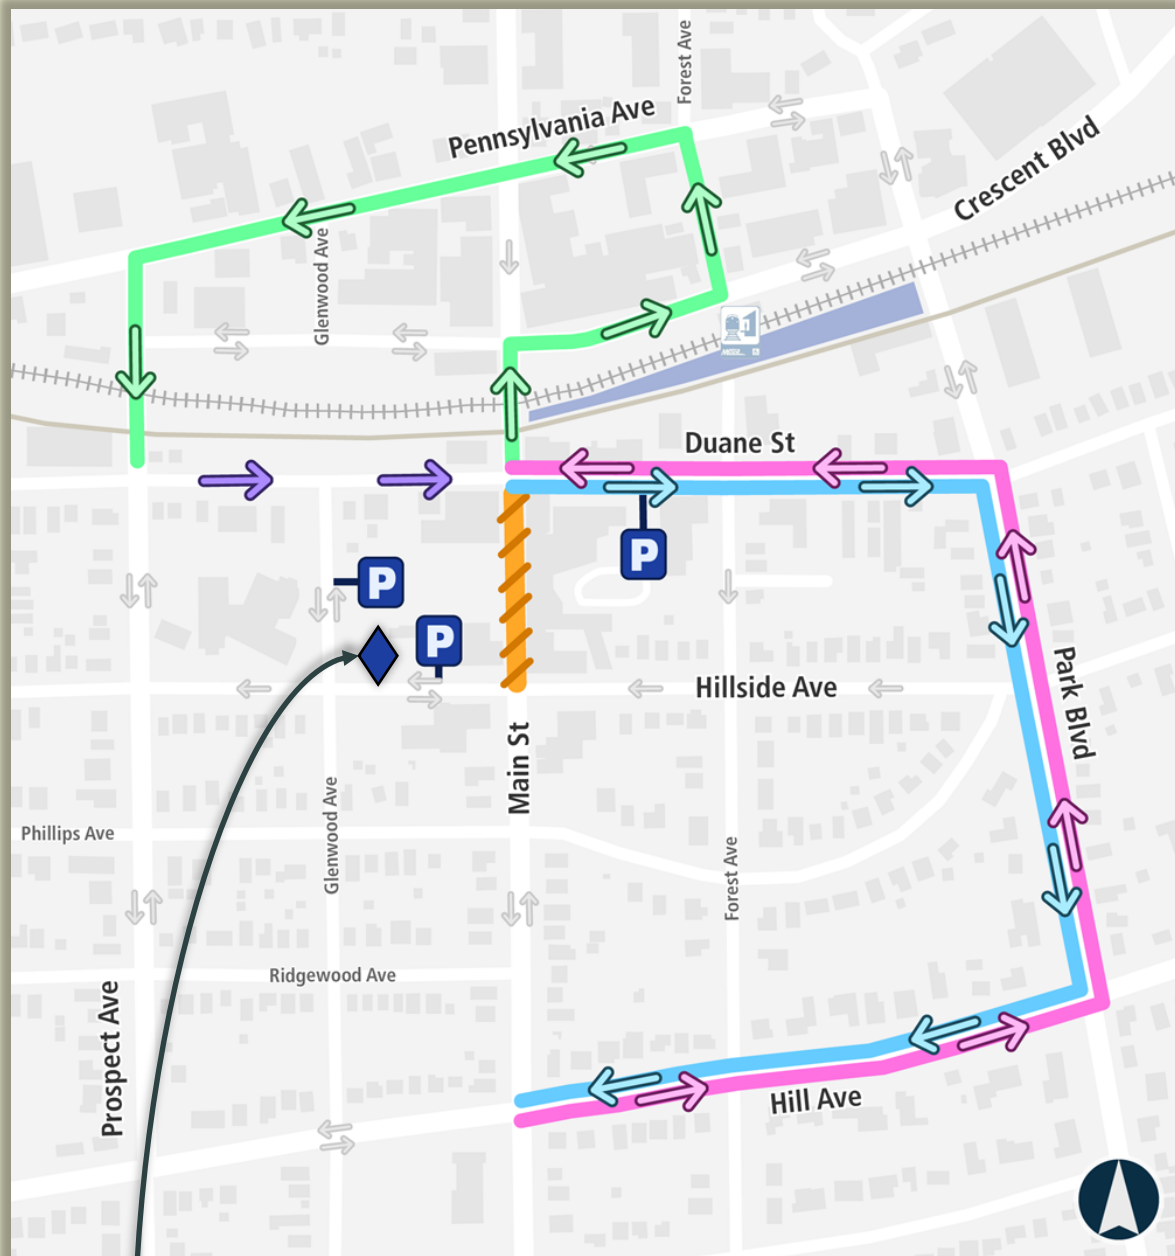 Forest Ave
Pennsylvania Ave
Crescent Blvd
Glenwood Ave
Duane St
P
P
P
Hillside Ave
Park Blvd
Main St
Phillips Ave
Glenwood Ave
Forest Ave
Ridgewood Ave
Prospect Ave
Hill Ave